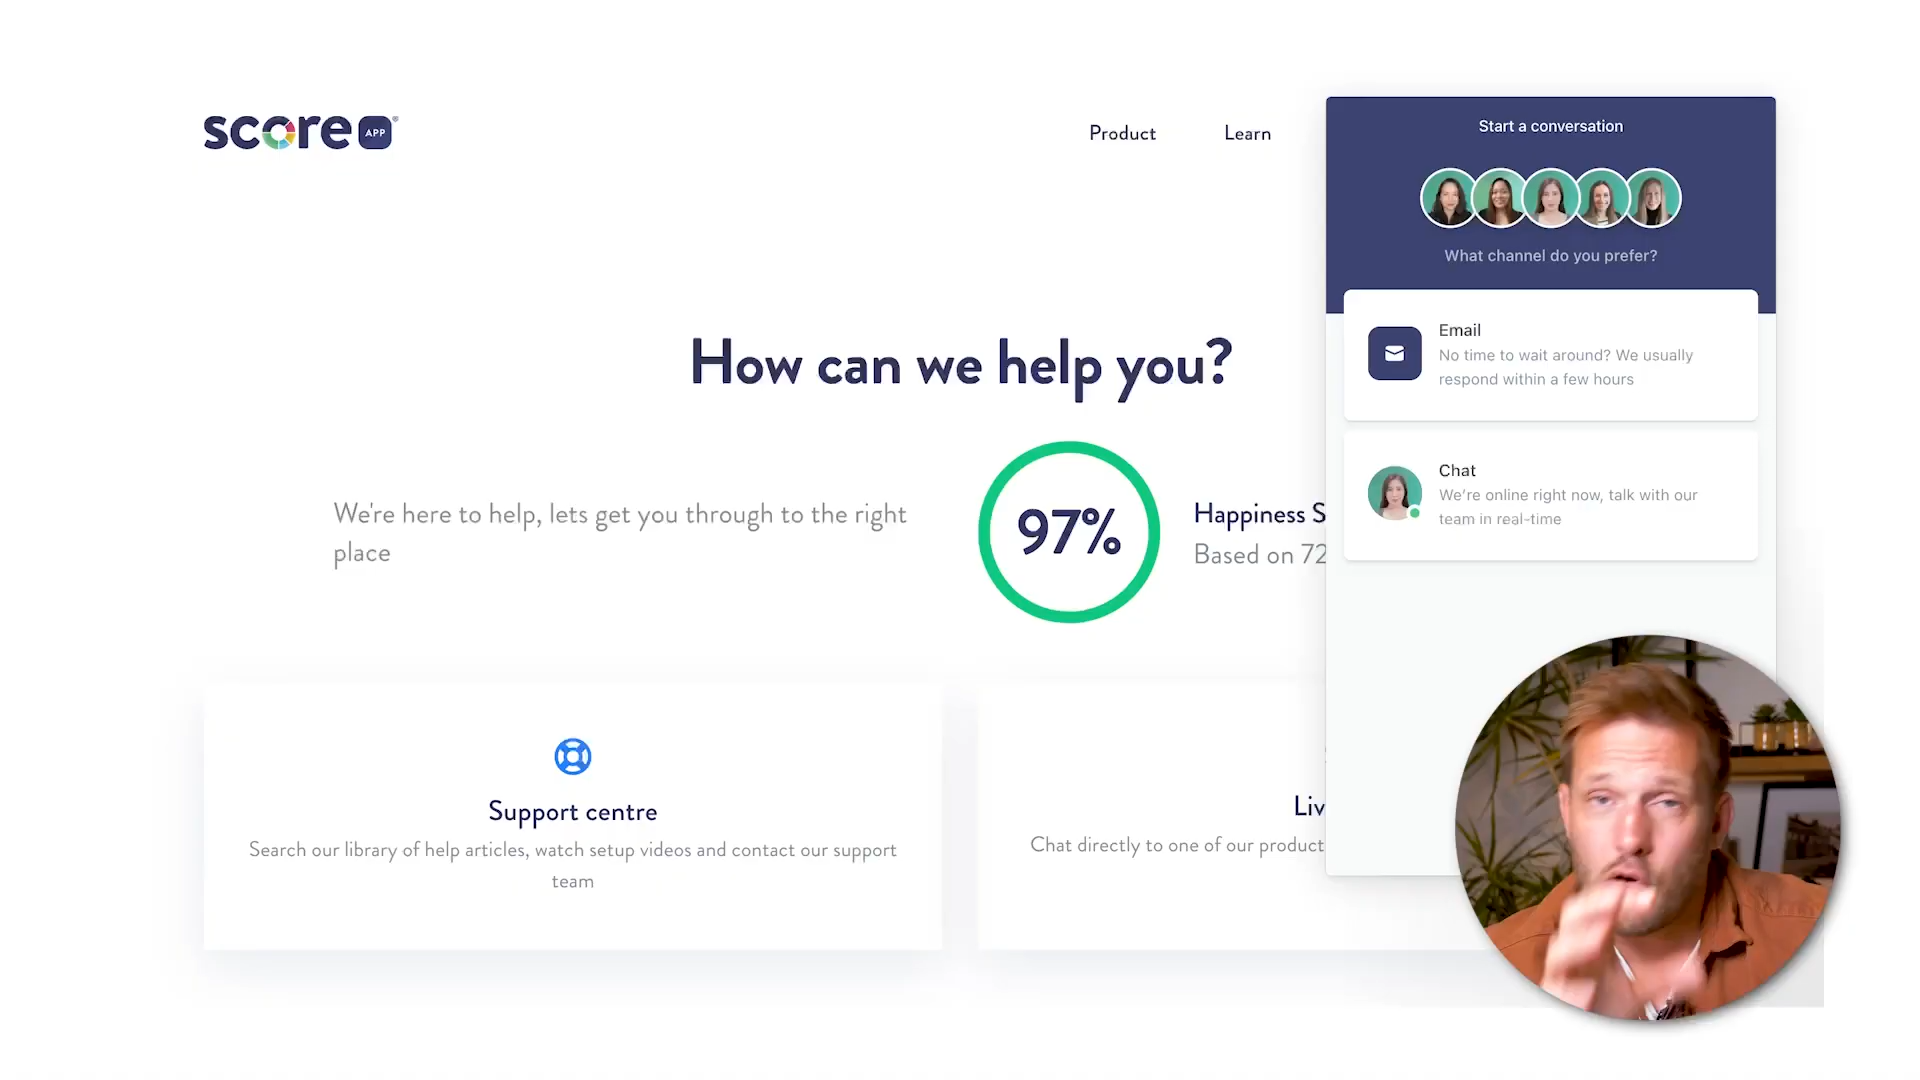 score APP
Product
Learn
How can we help you?
We're here to help, lets get you through to the right
place
97%
Happiness S
Based on 72
Support centre
Search our library of help articles, watch setup videos and contact our support
team
Liv
Chat directly to one of our product
Start a conversation
What channel do you prefer?
Email
No time to wait around? We usually
respond within a few hours
Chat
We're online right now, talk with our
team in real-time